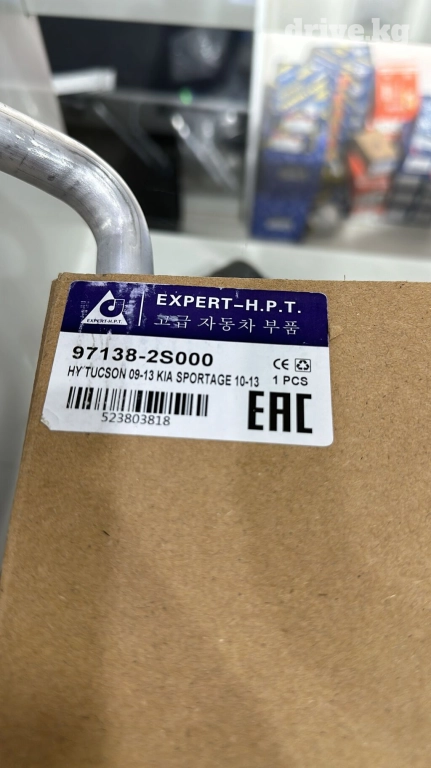 drive.kg
EXPERT-H.P.T.
EXPERT-H.P.T.
고급 자동차 부품
97138-2S000
HY TUCSON 09-13 KIA SPORTAGE 10-13
CE
1 PCS
523803818
EAC